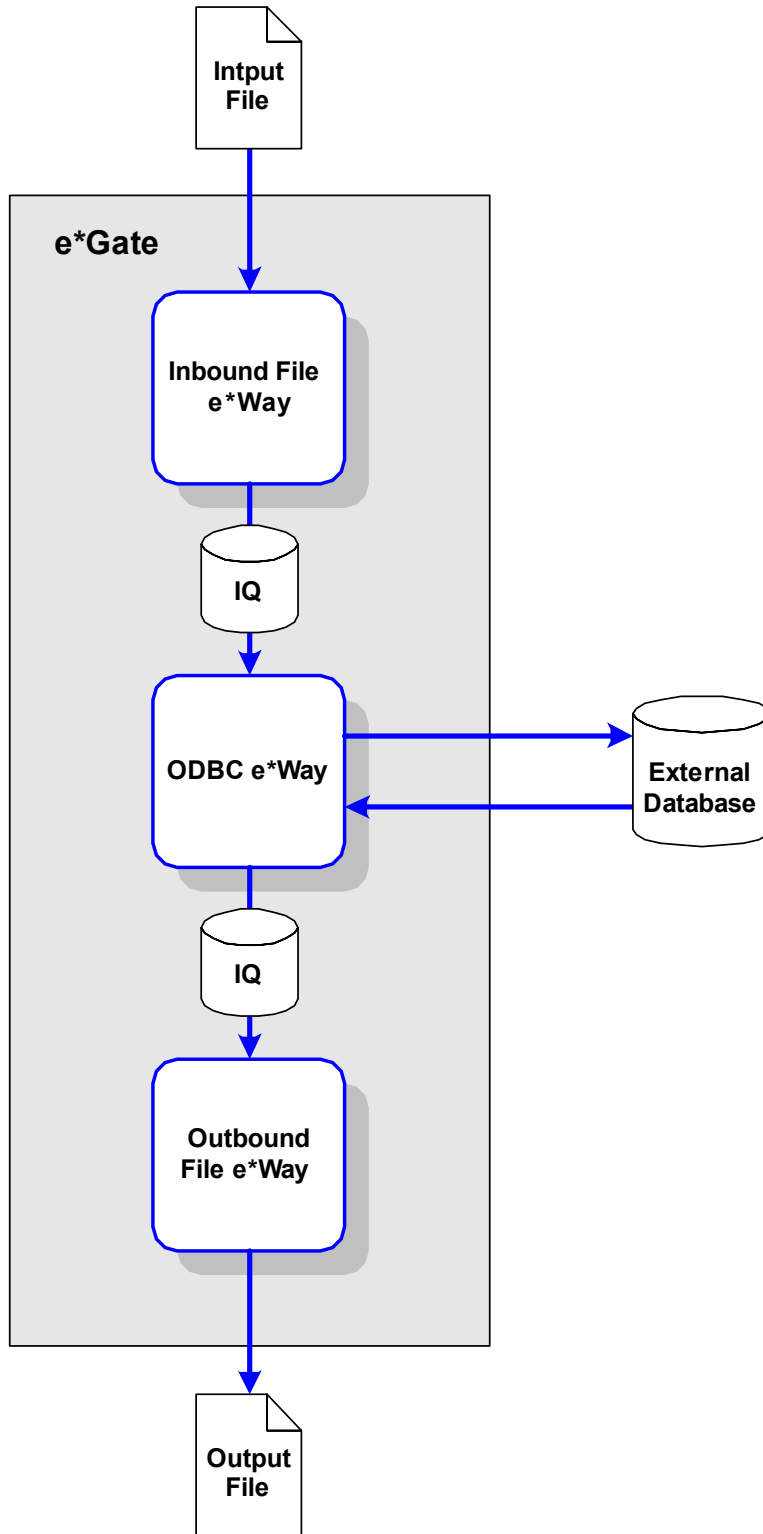 Intput
File
e*Gate
Inbound File
e*Way
IQ
ODBC e*Way
External
Database
IQ
Outbound
File e*Way
Output
File